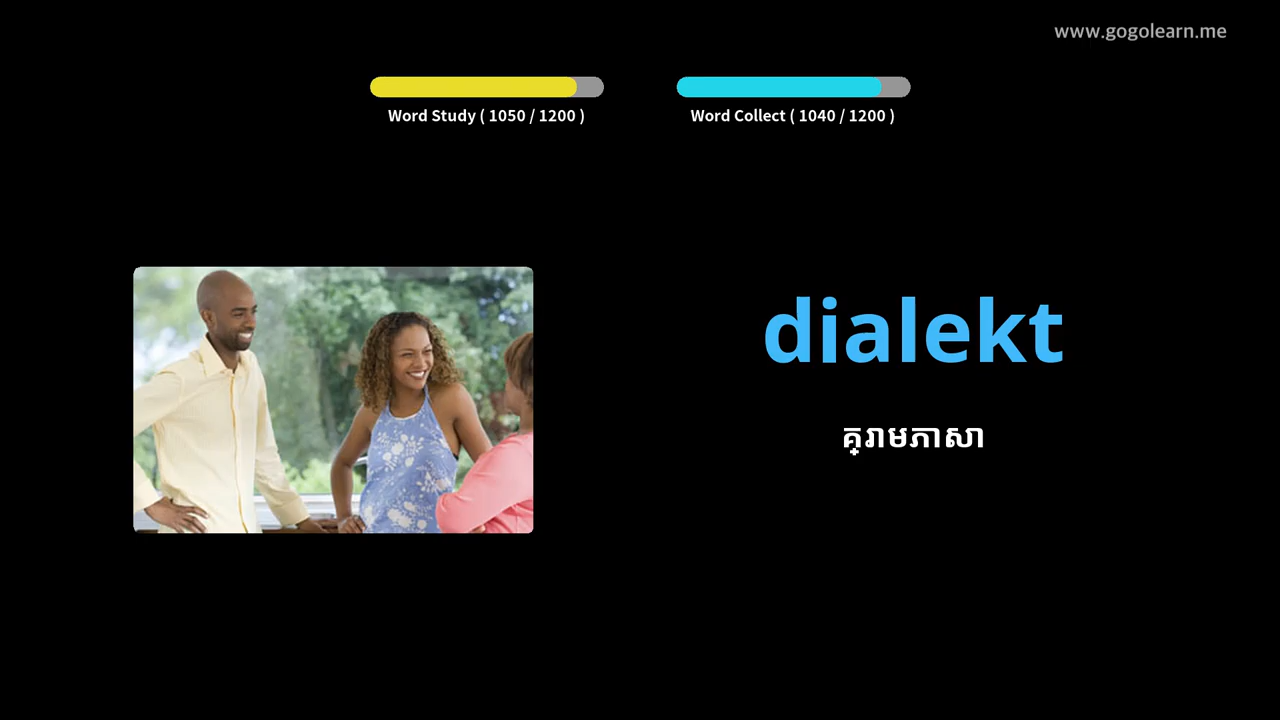 www.gogolearn.me
Word Study ( 1050 / 1200 )
Word Collect ( 1040 / 1200 )
dialekt
គ្រាមភាសា